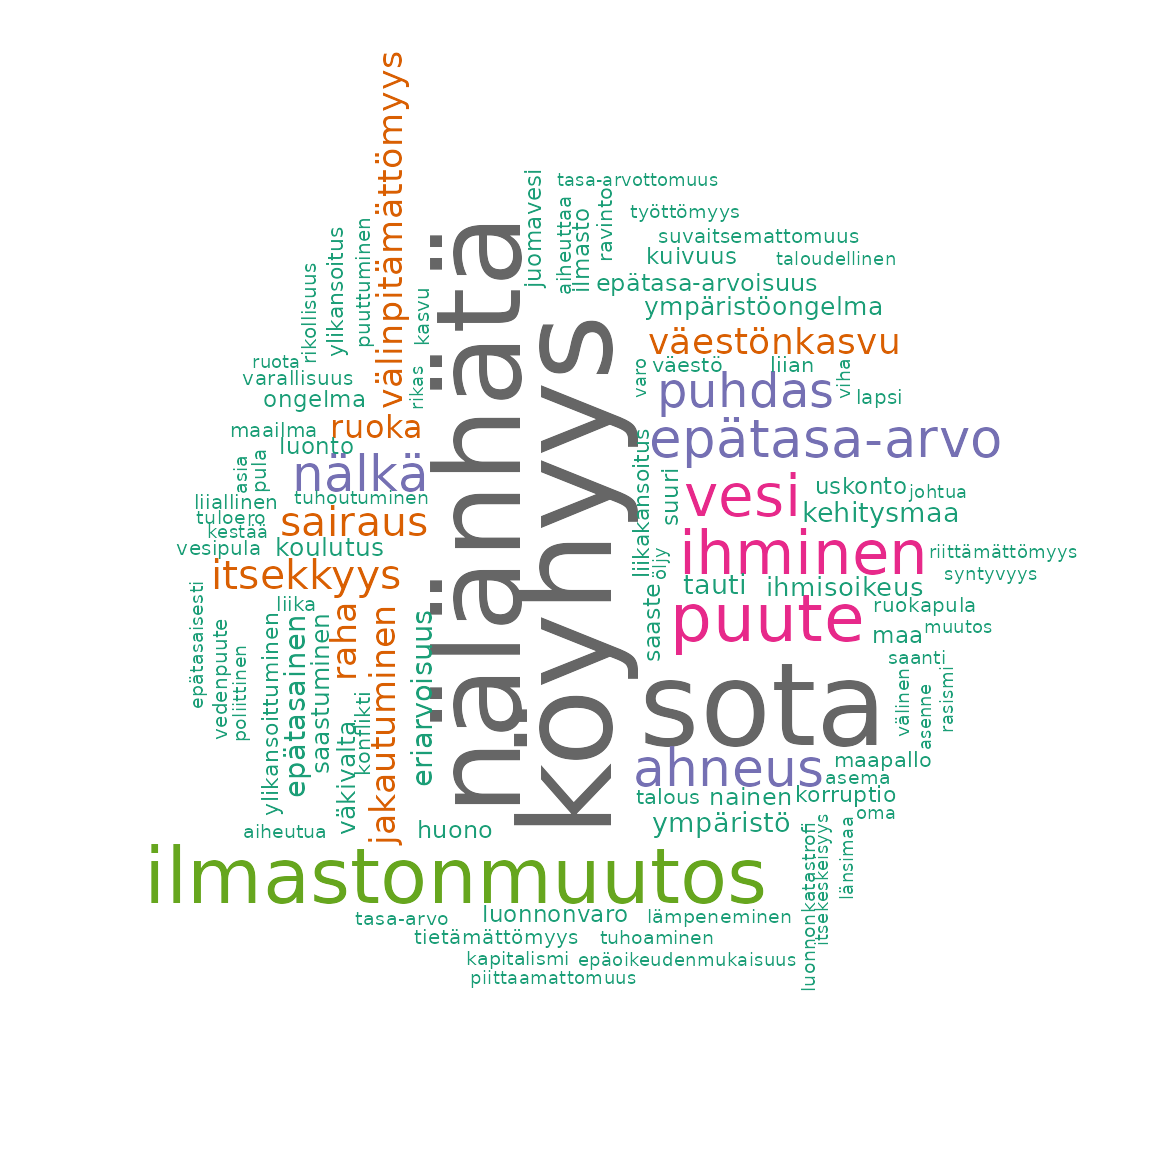 välinpitämättömyys
juomavesi
tasa-arvottomuus
aiheuttaa
ilmasto
ravinto
työttömyys
suvaitsemattomuus
kuivuus
taloudellinen
epätasa-arvoisuus
ympäristöongelma
rikollisuus
ylikansoitus
puuttuminen
kasvu
nälänhätä
köyhyys
väestönkasvu
ruota
varallisuus
ongelma
rikas
varo
väestö
liian
viha
puhdas
lapsi
maailma
ruoka
luonto
epätasa-arvo
asia
pula
nälkä
liikakansoitus
suuri
vesi
uskonto
johtua
liiallinen
tuhoutuminen
tuloero
sairaus
kehitysmaa
kestää
vesipula
koulutus
öljy
ihminen
riittämättömyys
itsekkyys
tauti
ihmisoikeus
syntyvyys
epätasaisesti
liika
raha
saaste
puute
ruokapula
vedenpuute
poliittinen
ylikansoittuminen
epätasainen
saastuminen
jakautuminen
eriarvoisuus
maa
muutos
saanti
sota
välinen
asenne
rasismi
väkivalta
konflikti
ahneus
maapallo
asema
talous
nainen
korruptio
oma
aiheutua
huono
ympäristö
luonnonkatastrofi
itsekeskeisyys
länsimaa
ilmastonmuutos
tasa-arvo
luonnonvaro
lämpeneminen
tietämättömyys
tuhoaminen
kapitalismi
epäoikeudenmukaisuus
piittaamattomuus